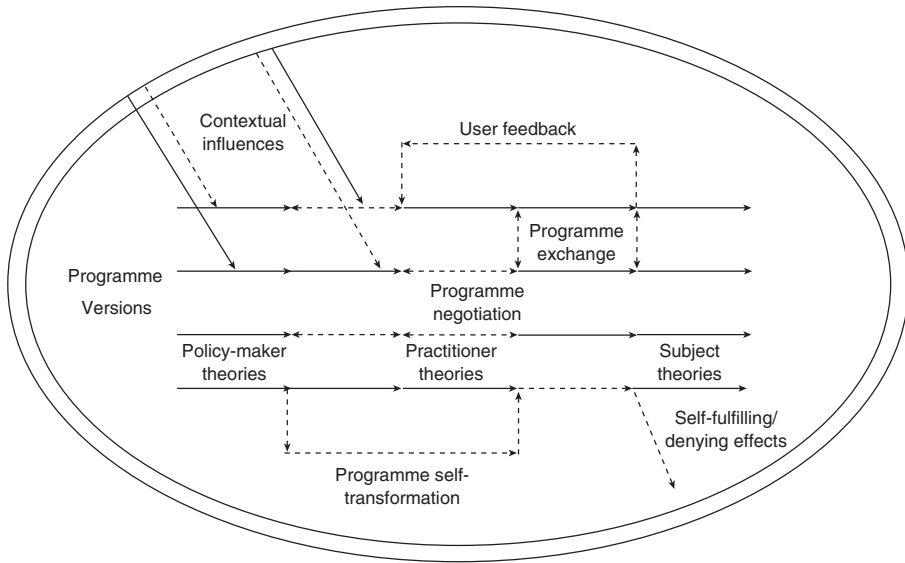 Contextual
influences
User feedback
Programme
exchange
Programme
Versions
Programme
negotiation
Policy-maker
theories
Practitioner
theories
Subject
theories
Self-fulfilling/
denying effects
Programme self-
transformation